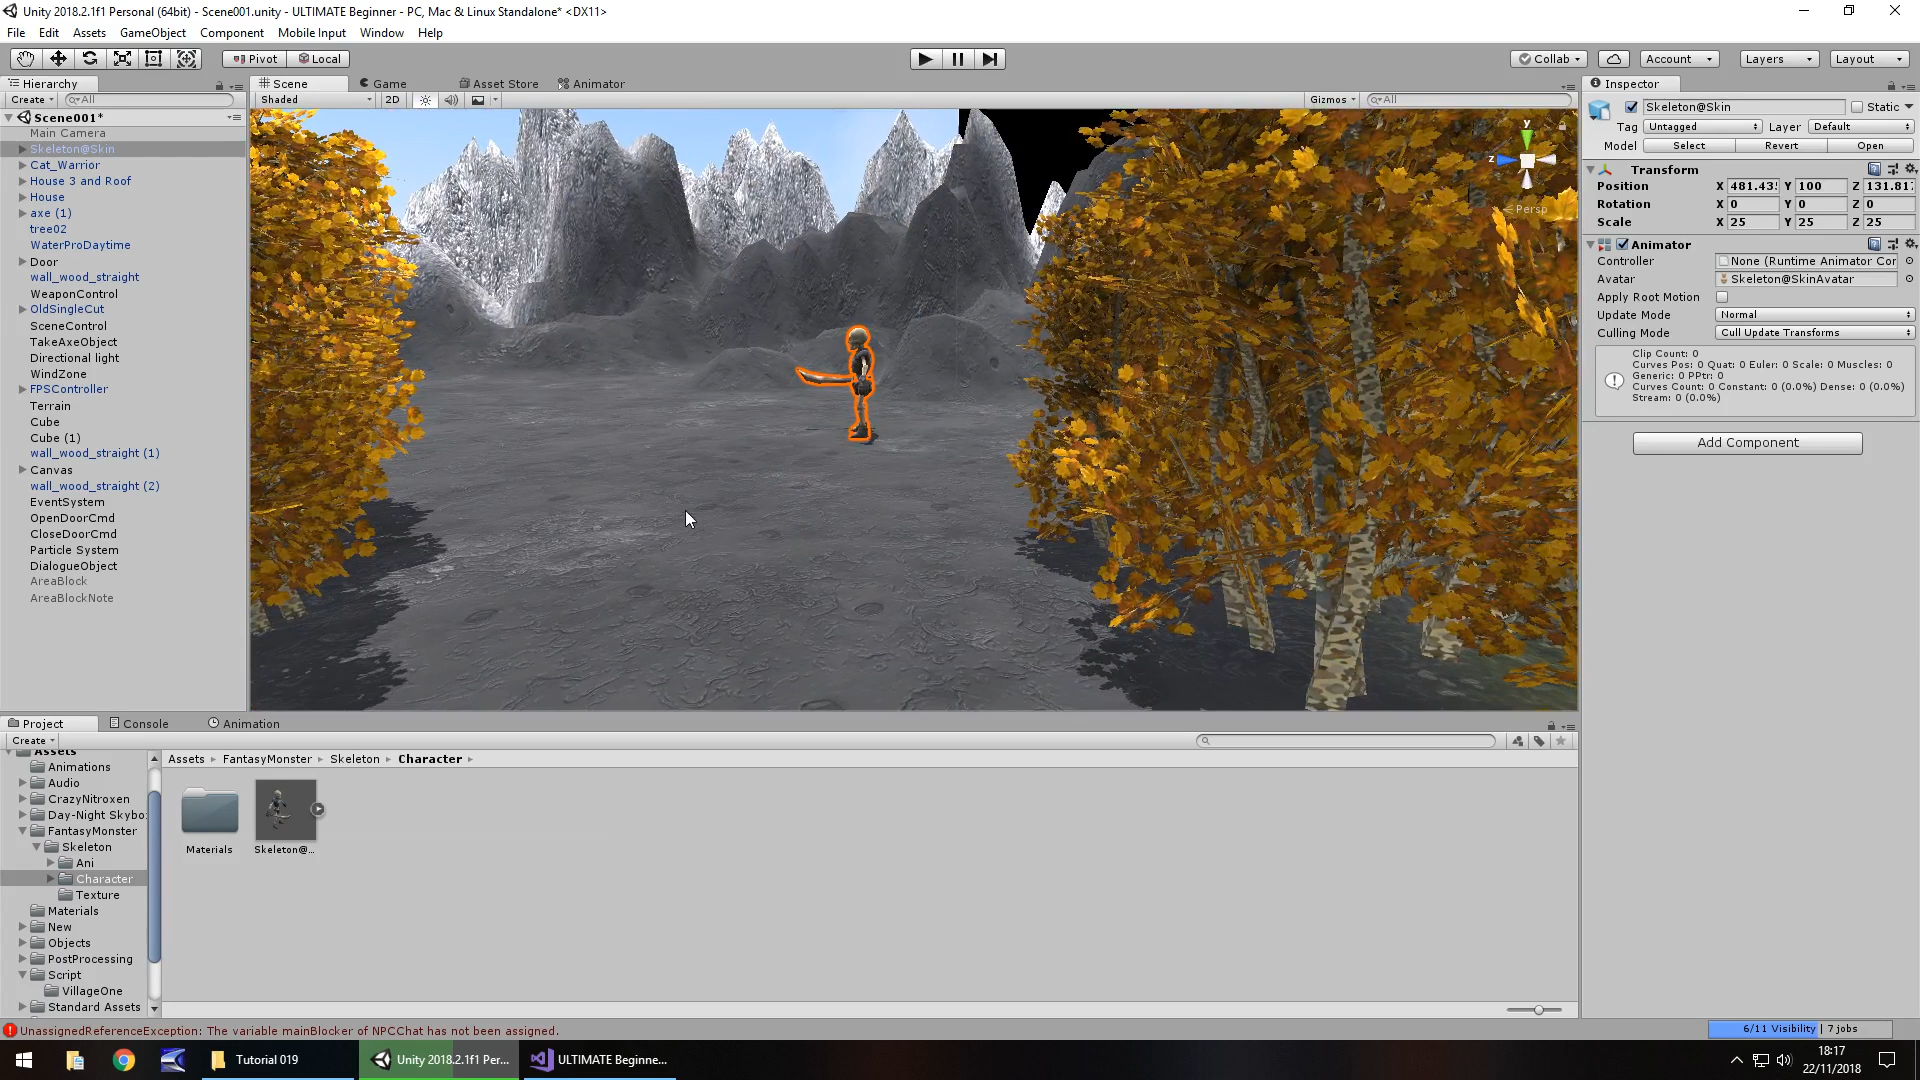 Unity 2018.2.1f1 Personal (64bit) - Scene001.unity - ULTIMATE Beginner - PC, Mac & Linux Standalone* <DX11>
File Edit Assets GameObject Component Mobile Input Window Help
Pivot Local Collab Account Layers Layout
Hierarchy Scene Game Asset Store Animator Inspector
Create All Shaded 2D Gizmos All
Scene001*
Main Camera
Skeleton@Skin
Cat_Warrior
House 3 and Roof
House
axe (1)
tree02
WaterProDaytime
Door
wall_wood_straight
WeaponControl
OldSingleCut
SceneControl
TakeAxeObject
Directional light
WindZone
FPSController
Terrain
Cube
Cube (1)
wall_wood_straight (1)
Canvas
wall_wood_straight (2)
EventSystem
OpenDoorCmd
CloseDoorCmd
Particle System
DialogueObject
AreaBlock
AreaBlockNote
y
z
Persp
Skeleton@Skin Static
Tag Untagged Layer Default
Model Select Revert Open
Transform
Position X 481.43 Y 100 Z 131.81
Rotation X 0 Y 0 Z 0
Scale X 25 Y 25 Z 25
Animator
Controller None (Runtime Animator Cor
Avatar Skeleton@SkinAvatar
Apply Root Motion
Update Mode Normal
Culling Mode Cull Update Transforms
Clip Count: 0
Curves Pos: 0 Quat: 0 Euler: 0 Scale: 0 Muscles: 0
Generic: 0 PPtr: 0
Curves Count: 0 Constant: 0 (0.0%) Dense: 0 (0.0%)
Stream: 0 (0.0%)
Add Component
Project Console Animation
Create
Assets
Animations
Audio
CrazyNitroxen
Day-Night Skybo
FantasyMonster
Skeleton
Ani
Character
Texture
Materials
New
Objects
PostProcessing
Script
VillageOne
Standard Assets
Assets FantasyMonster Skeleton Character
Materials Skeleton@...
UnassignedReferenceException: The variable mainBlocker of NPCChat has not been assigned.
6/11 Visibility | 7 jobs
Tutorial 019 Unity 2018.2.1f1 Per... ULTIMATE Beginne...
18:17
22/11/2018